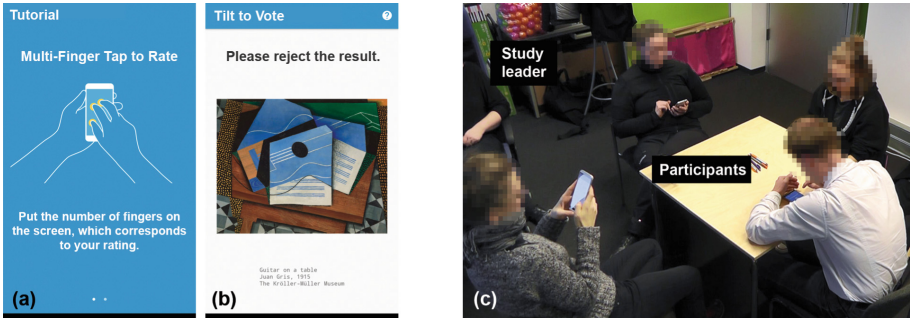 Tutorial
Multi-Finger Tap to Rate
Put the number of fingers on
the screen, which corresponds
to your rating.
(a)
Tilt to Vote
?
Please reject the result.
Guitar on a table
Juan Gris, 1915
The Kröller-Müller Museum
(b)
Study
leader
Participants
(c)